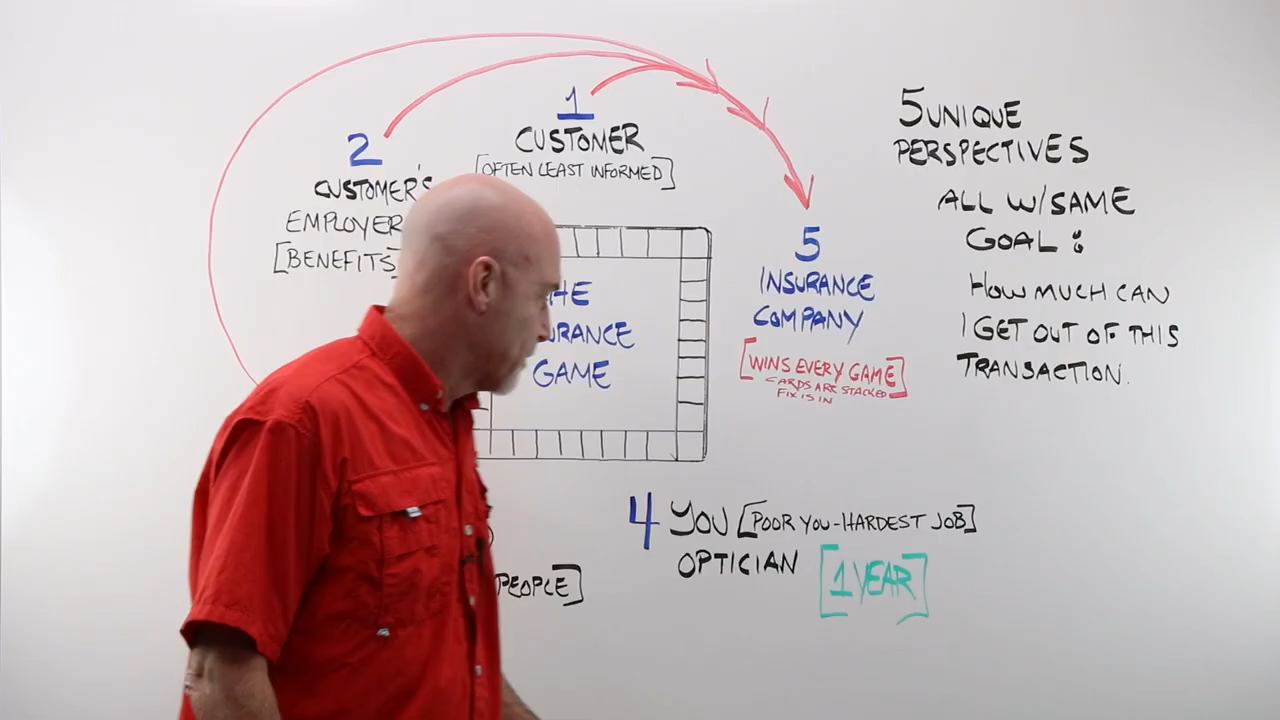 1
CUSTOMER
[OFTEN LEAST INFORMED]
2
CUSTOMER'S
EMPLOYER
[BENEFITS]
GAME
5
INSURANCE
COMPANY
[WINS EVERY GAME]
CARDS ARE STACKED
FIX IS IN
4 YOU [POOR YOU-HARDEST JOB]
OPTICIAN [1 YEAR]
PEOPLE]
5 UNIQUE
PERSPECTIVES
ALL W/SAME
GOAL:
HOW MUCH CAN
I GET OUT OF THIS
TRANSACTION.